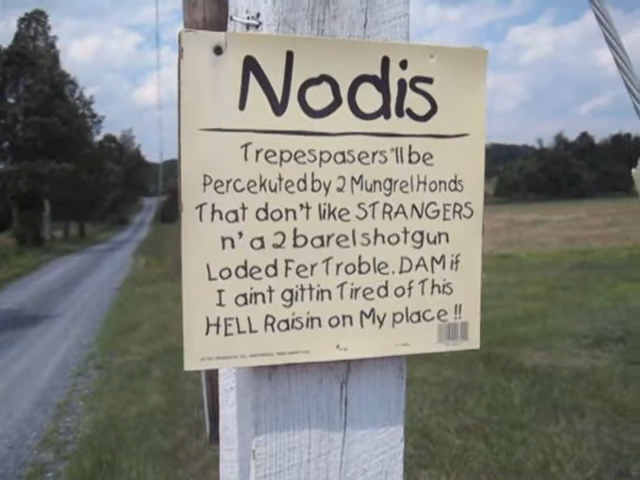 Nodis
Trepespasers'll be
Percekuted by 2 Mungrel Honds
That don't like STRANGERS
n' a 2 barel shotgun
Loded Fer Troble. DAM if
I aint gittin Tired of This
HELL Raisin on My place!!